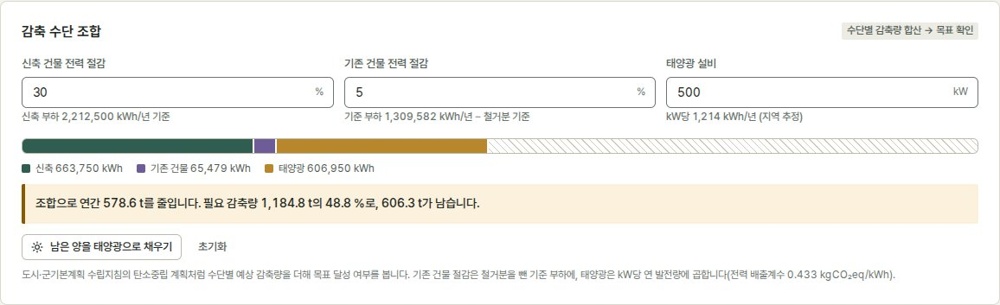 감축 수단 조합
수단별 감축량 합산 → 목표 확인
신축 건물 전력 절감
기존 건물 전력 절감
태양광 설비
30 %
5 %
500 kW
신축 부하 2,212,500 kWh/년 기준
기준 부하 1,309,582 kWh/년 − 철거분 기준
kW당 1,214 kWh/년 (지역 추정)
신축 663,750 kWh
기존 건물 65,479 kWh
태양광 606,950 kWh
조합으로 연간 578.6 t를 줄입니다. 필요 감축량 1,184.8 t의 48.8 %로, 606.3 t가 남습니다.
남은 양을 태양광으로 채우기
초기화
도시·군기본계획 수립지침의 탄소중립 계획처럼 수단별 예상 감축량을 더해 목표 달성 여부를 봅니다. 기존 건물 절감은 철거분을 뺀 기준 부하에, 태양광은 kW당 연 발전량에 곱합니다(전력 배출계수 0.433 kgCO₂eq/kWh).